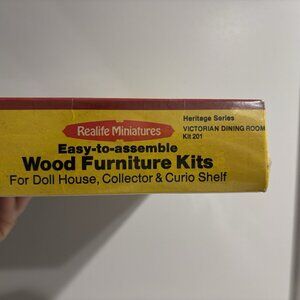 Realife Miniatures
Easy-to-assemble
Wood Furniture Kits
For Doll House, Collector & Curio Shelf
Heritage Series
VICTORIAN DINING ROOM
Kit 201